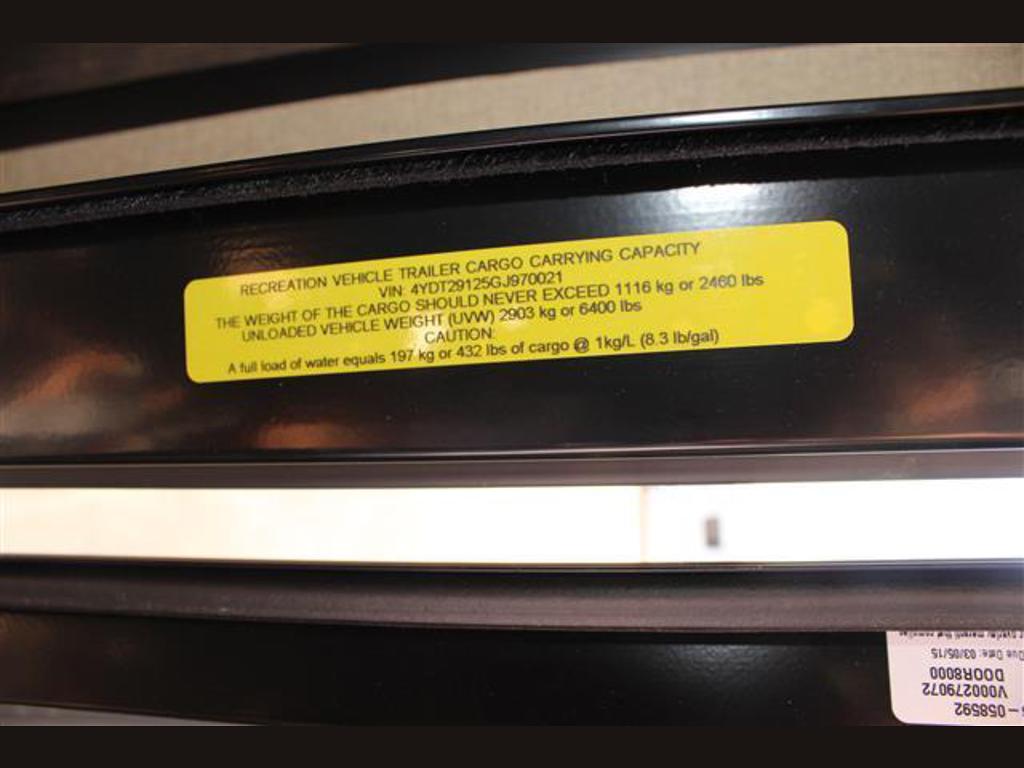 RECREATION VEHICLE TRAILER CARGO CARRYING CAPACITY
VIN: 4YDT29125GJ970021
THE WEIGHT OF THE CARGO SHOULD NEVER EXCEED 1116 kg or 2460 lbs
UNLOADED VEHICLE WEIGHT (UVW) 2903 kg or 6400 lbs
CAUTION:
A full load of water equals 197 kg or 432 lbs of cargo @ 1kg/L (8.3 lb/gal)
-058592
V000279072
DOOR8000
Due Date: 03/05/15